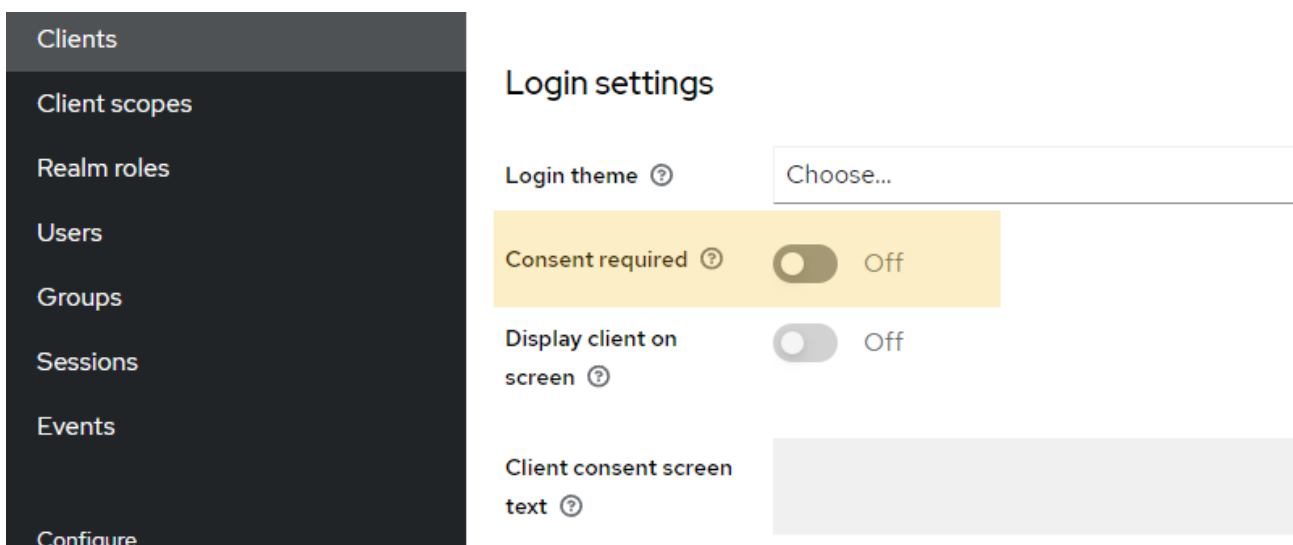 Clients
Client scopes
Realm roles
Users
Groups
Sessions
Events
Configure
Login settings
Login theme
Choose...
Consent required
Off
Display client on
screen
Off
Client consent screen
text